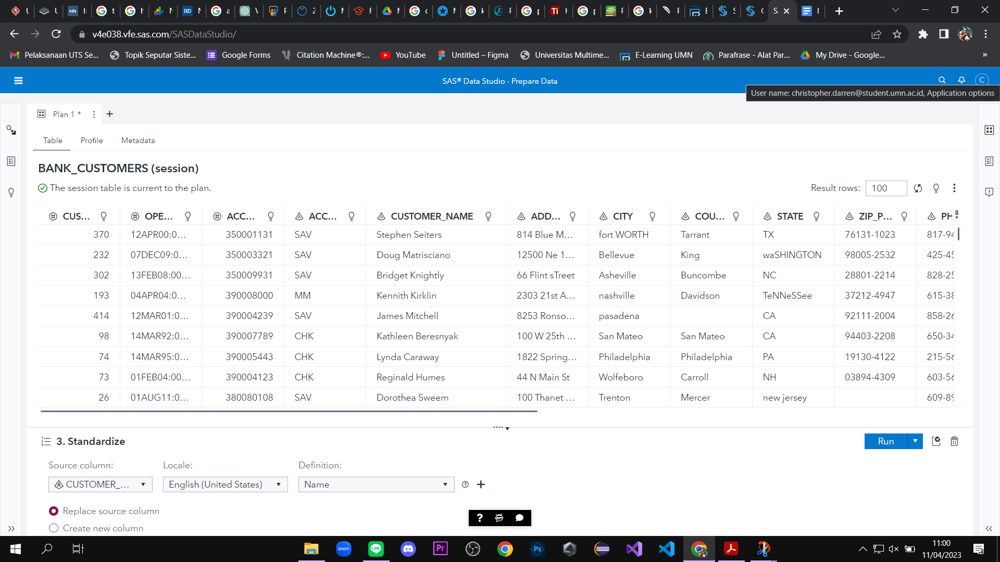 v4e038.vfe.sas.com/SASDataStudio/
Pelaksanaan UTS Se... Topik Seputar Siste... Google Forms Citation Machine®:... YouTube Untitled – Figma Universitas Multime... E-Learning UMN Parafrase - Alat Par... My Drive - Google... »
SAS® Data Studio - Prepare Data
User name: christopher.darren@student.umn.ac.id, Application options
Plan 1 *
Table Profile Metadata
BANK_CUSTOMERS (session)
The session table is current to the plan.
Result rows: 100
CUS... OPE... ACC... ACC... CUSTOMER_NAME ADD... CITY COU... STATE ZIP_P... PH
370 12APR00:0... 350001131 SAV Stephen Seiters 814 Blue M... fort WORTH Tarrant TX 76131-1023 817-94
232 07DEC09:0... 350003321 SAV Doug Matrisciano 12500 Ne 1... Bellevue King waSHINGTON 98005-2532 425-45
302 13FEB08:00... 350009931 SAV Bridget Knightly 66 Flint sTreet Asheville Buncombe NC 28801-2214 828-25
193 04APR04:0... 390008000 MM Kennith Kirklin 2303 21st A... nashville Davidson TeNNeSSee 37212-4947 615-38
414 12MAR01:0... 390004239 SAV James Mitchell 8253 Ronso... pasadena CA 92111-2004 858-26
98 14MAR92:0... 390007789 CHK Kathleen Beresnyak 100 W 25th ... San Mateo San Mateo CA 94403-2208 650-34
74 14MAR95:0... 390005443 CHK Lynda Caraway 1822 Spring... Philadelphia Philadelphia PA 19130-4122 215-56
73 01FEB04:00... 390004123 CHK Reginald Humes 44 N Main St Wolfeboro Carroll NH 03894-4309 603-56
26 01AUG11:0... 380080108 SAV Dorothea Sweem 100 Thanet ... Trenton Mercer new jersey 609-89
3. Standardize
Run
Source column: Locale: Definition:
CUSTOMER_... English (United States) Name
Replace source column
Create new column
11:00
11/04/2023